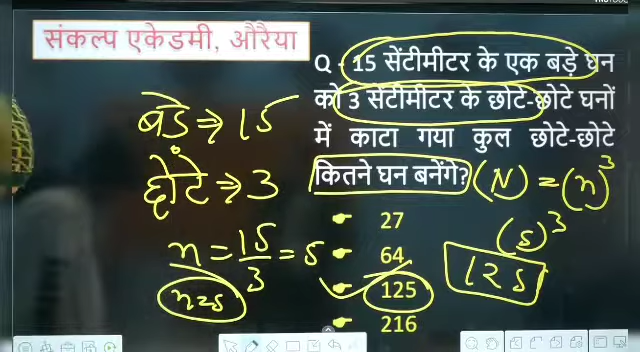 संकल्प एकेडमी, औरैया
Q - 15 सेंटीमीटर के एक बड़े घन
को 3 सेंटीमीटर के छोटे-छोटे घनों
में काटा गया कुल छोटे-छोटे
कितने घन बनेंगे?
27
64
125
216
बड़े ⇒ 15
छोटे ⇒ 3
n = 15/3 = 5
n=5
(N) = (n)³
(5)³
125